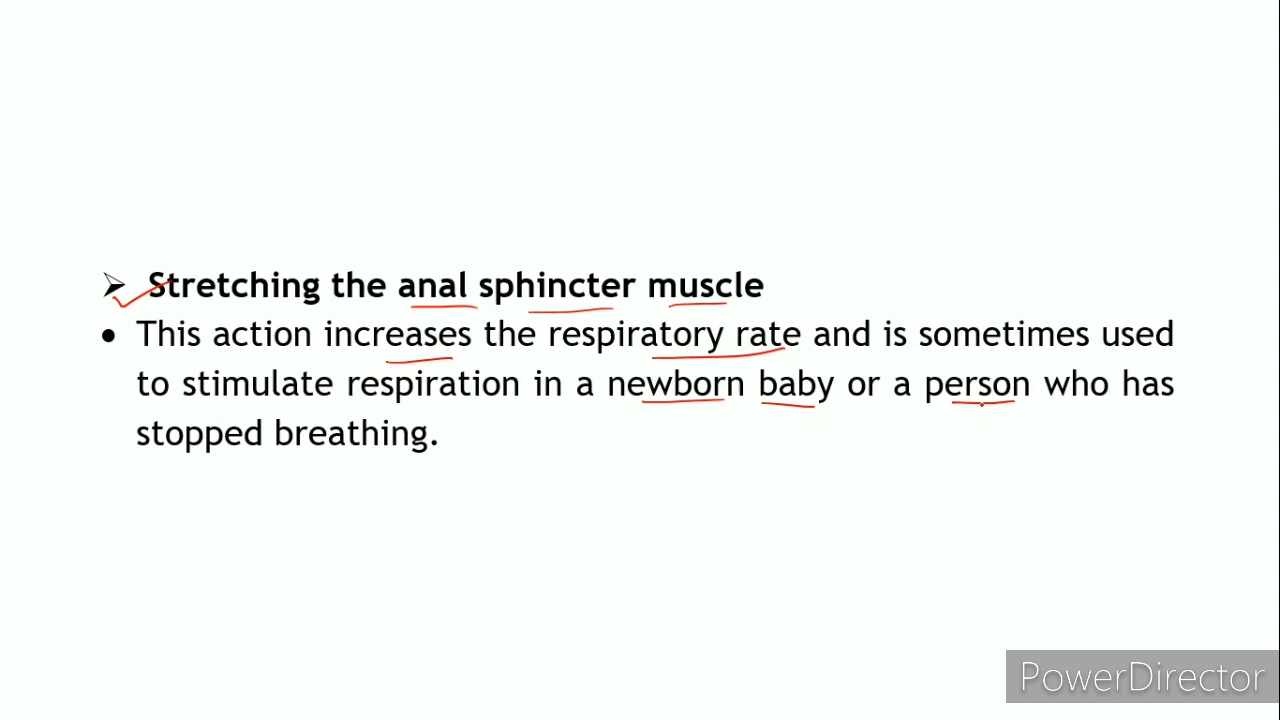 ➢ Stretching the anal sphincter muscle
• This action increases the respiratory rate and is sometimes used
to stimulate respiration in a newborn baby or a person who has
stopped breathing.
PowerDirector